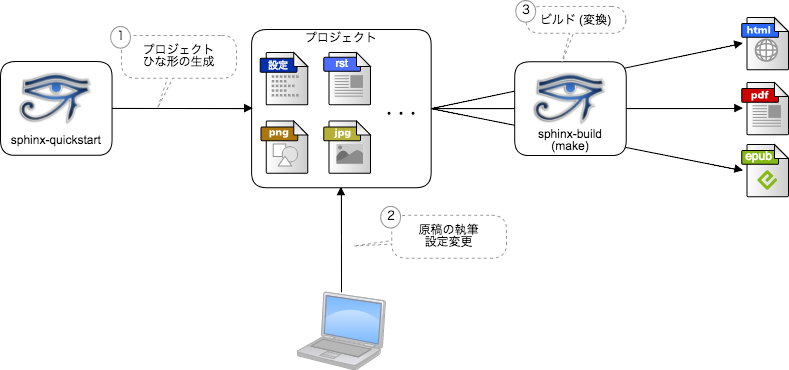 1
プロジェクト
ひな形の生成
sphinx-quickstart
プロジェクト
設定
rst
png
jpg
. . .
2
原稿の執筆
設定変更
3
ビルド (変換)
sphinx-build
(make)
html
pdf
epub